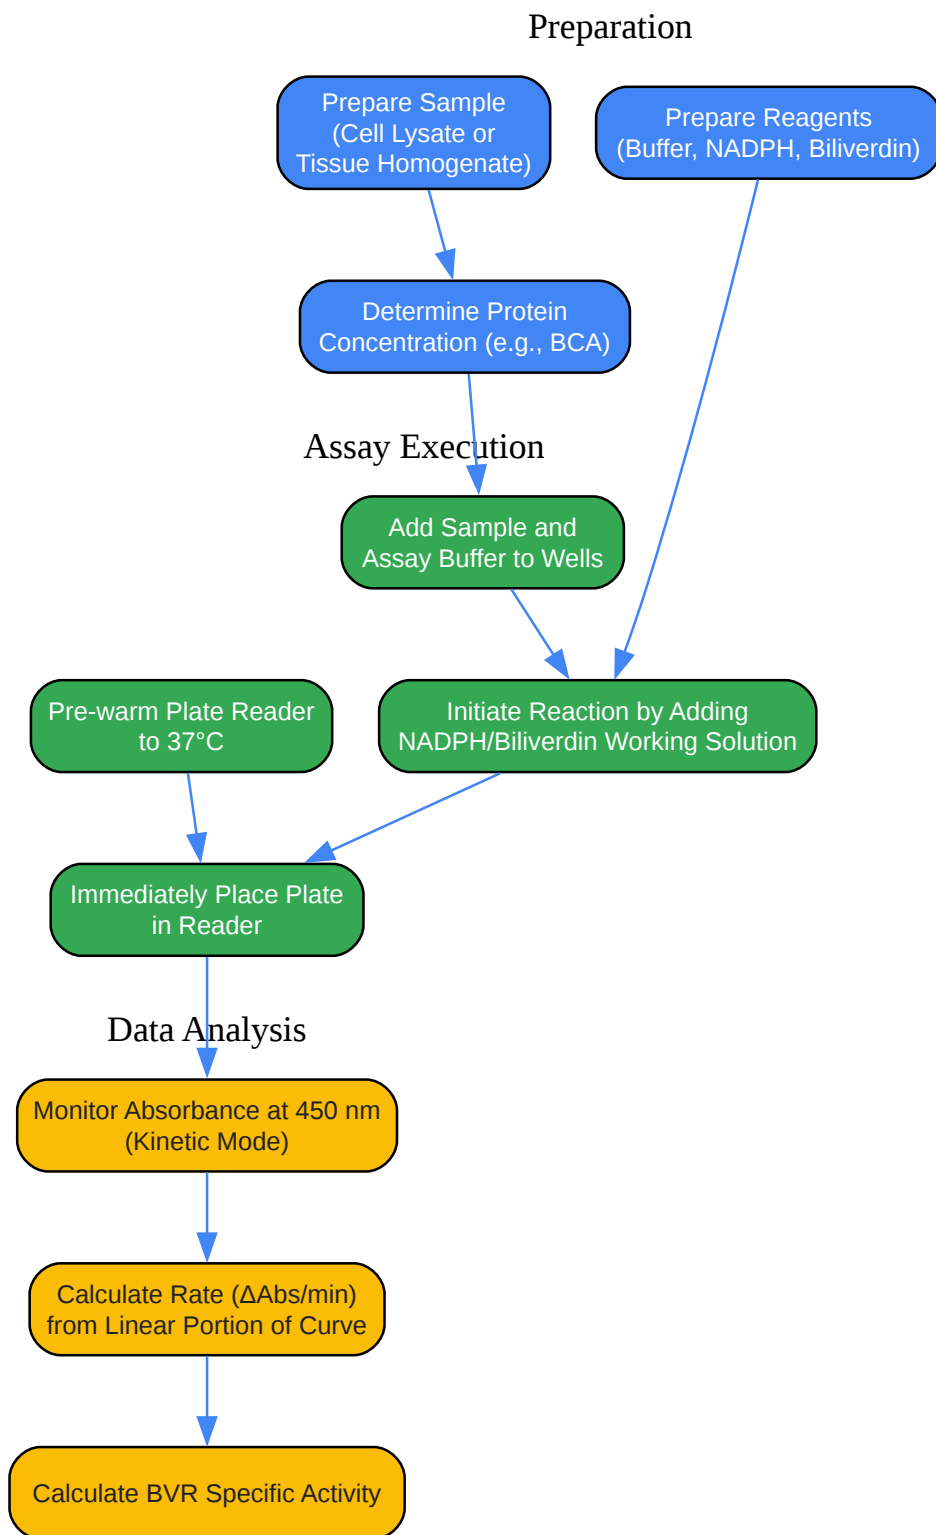 Preparation
Prepare Sample
(Cell Lysate or
Tissue Homogenate)
Prepare Reagents
(Buffer, NADPH, Biliverdin)
Determine Protein
Concentration (e.g., BCA)
Assay Execution
Add Sample and
Assay Buffer to Wells
Pre-warm Plate Reader
to 37°C
Initiate Reaction by Adding
NADPH/Biliverdin Working Solution
Immediately Place Plate
in Reader
Data Analysis
Monitor Absorbance at 450 nm
(Kinetic Mode)
Calculate Rate (ΔAbs/min)
from Linear Portion of Curve
Calculate BVR Specific Activity